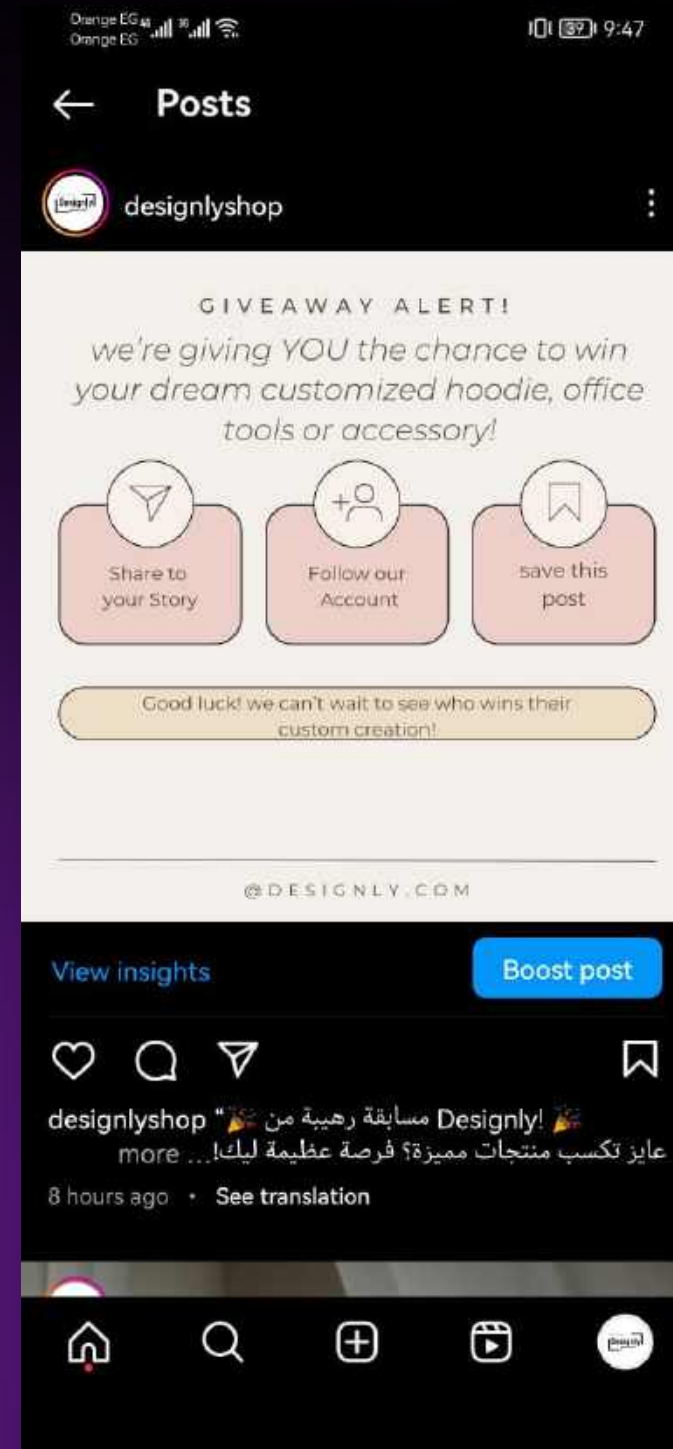 Orange EG 4G 3G
Orange EG
39 9:47
Posts
designlyshop
GIVEAWAY ALERT!
we're giving YOU the chance to win
your dream customized hoodie, office
tools or accessory!
Share to
your Story
Follow our
Account
save this
post
Good luck! we can't wait to see who wins their
custom creation!
@DESIGNLY.COM
View insights
Boost post
designlyshop "🎉 مسابقة رهيبة من Designly! 🎉
عايز تكسب منتجات مميزة؟ فرصة عظيمة ليك!... more
8 hours ago • See translation